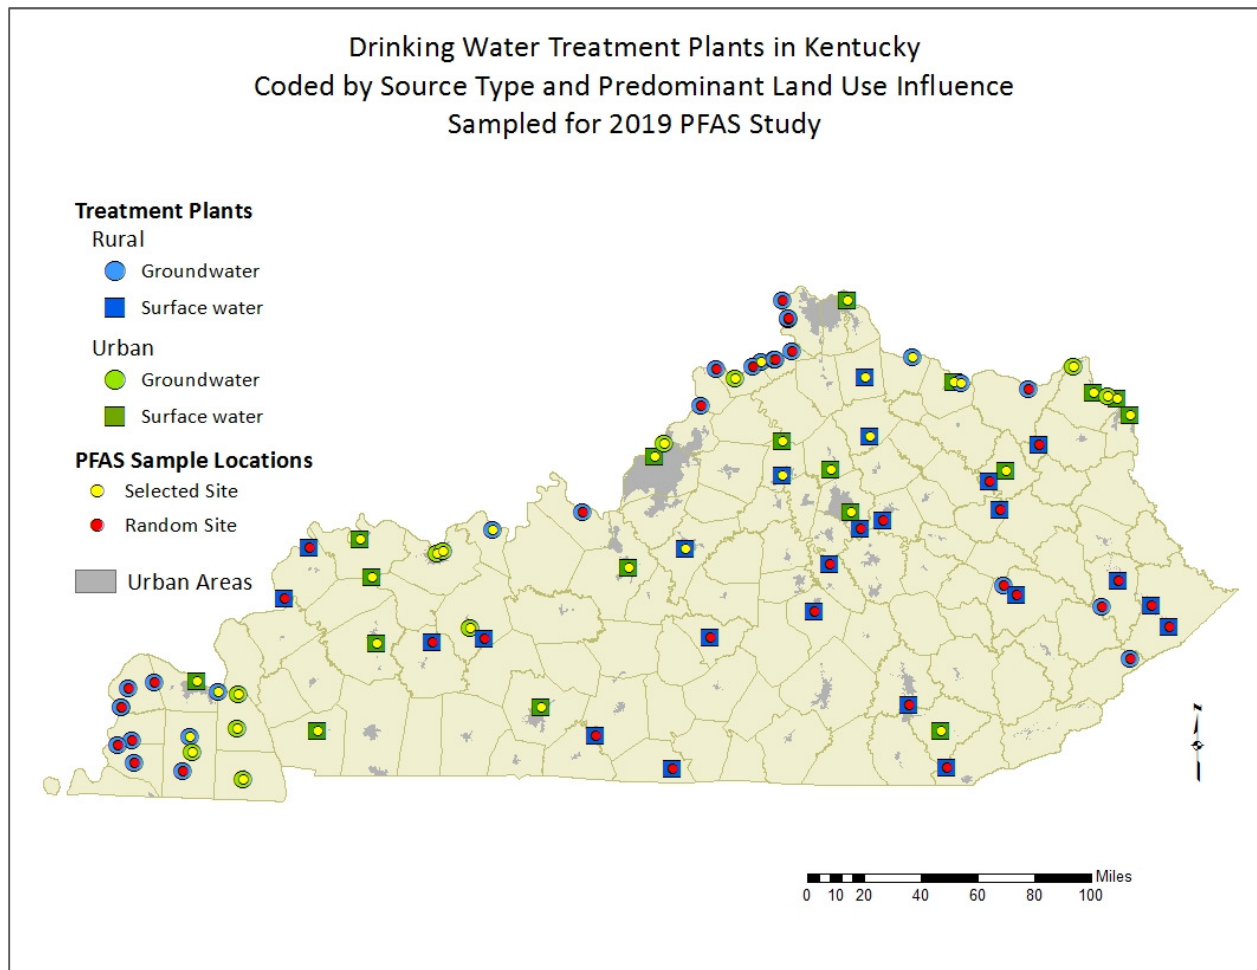 Drinking Water Treatment Plants in Kentucky
Coded by Source Type and Predominant Land Use Influence
Sampled for 2019 PFAS Study
Treatment Plants
Rural
Groundwater
Surface water
Urban
Groundwater
Surface water
PFAS Sample Locations
Selected Site
Random Site
Urban Areas
N
Miles
0 10 20 40 60 80 100